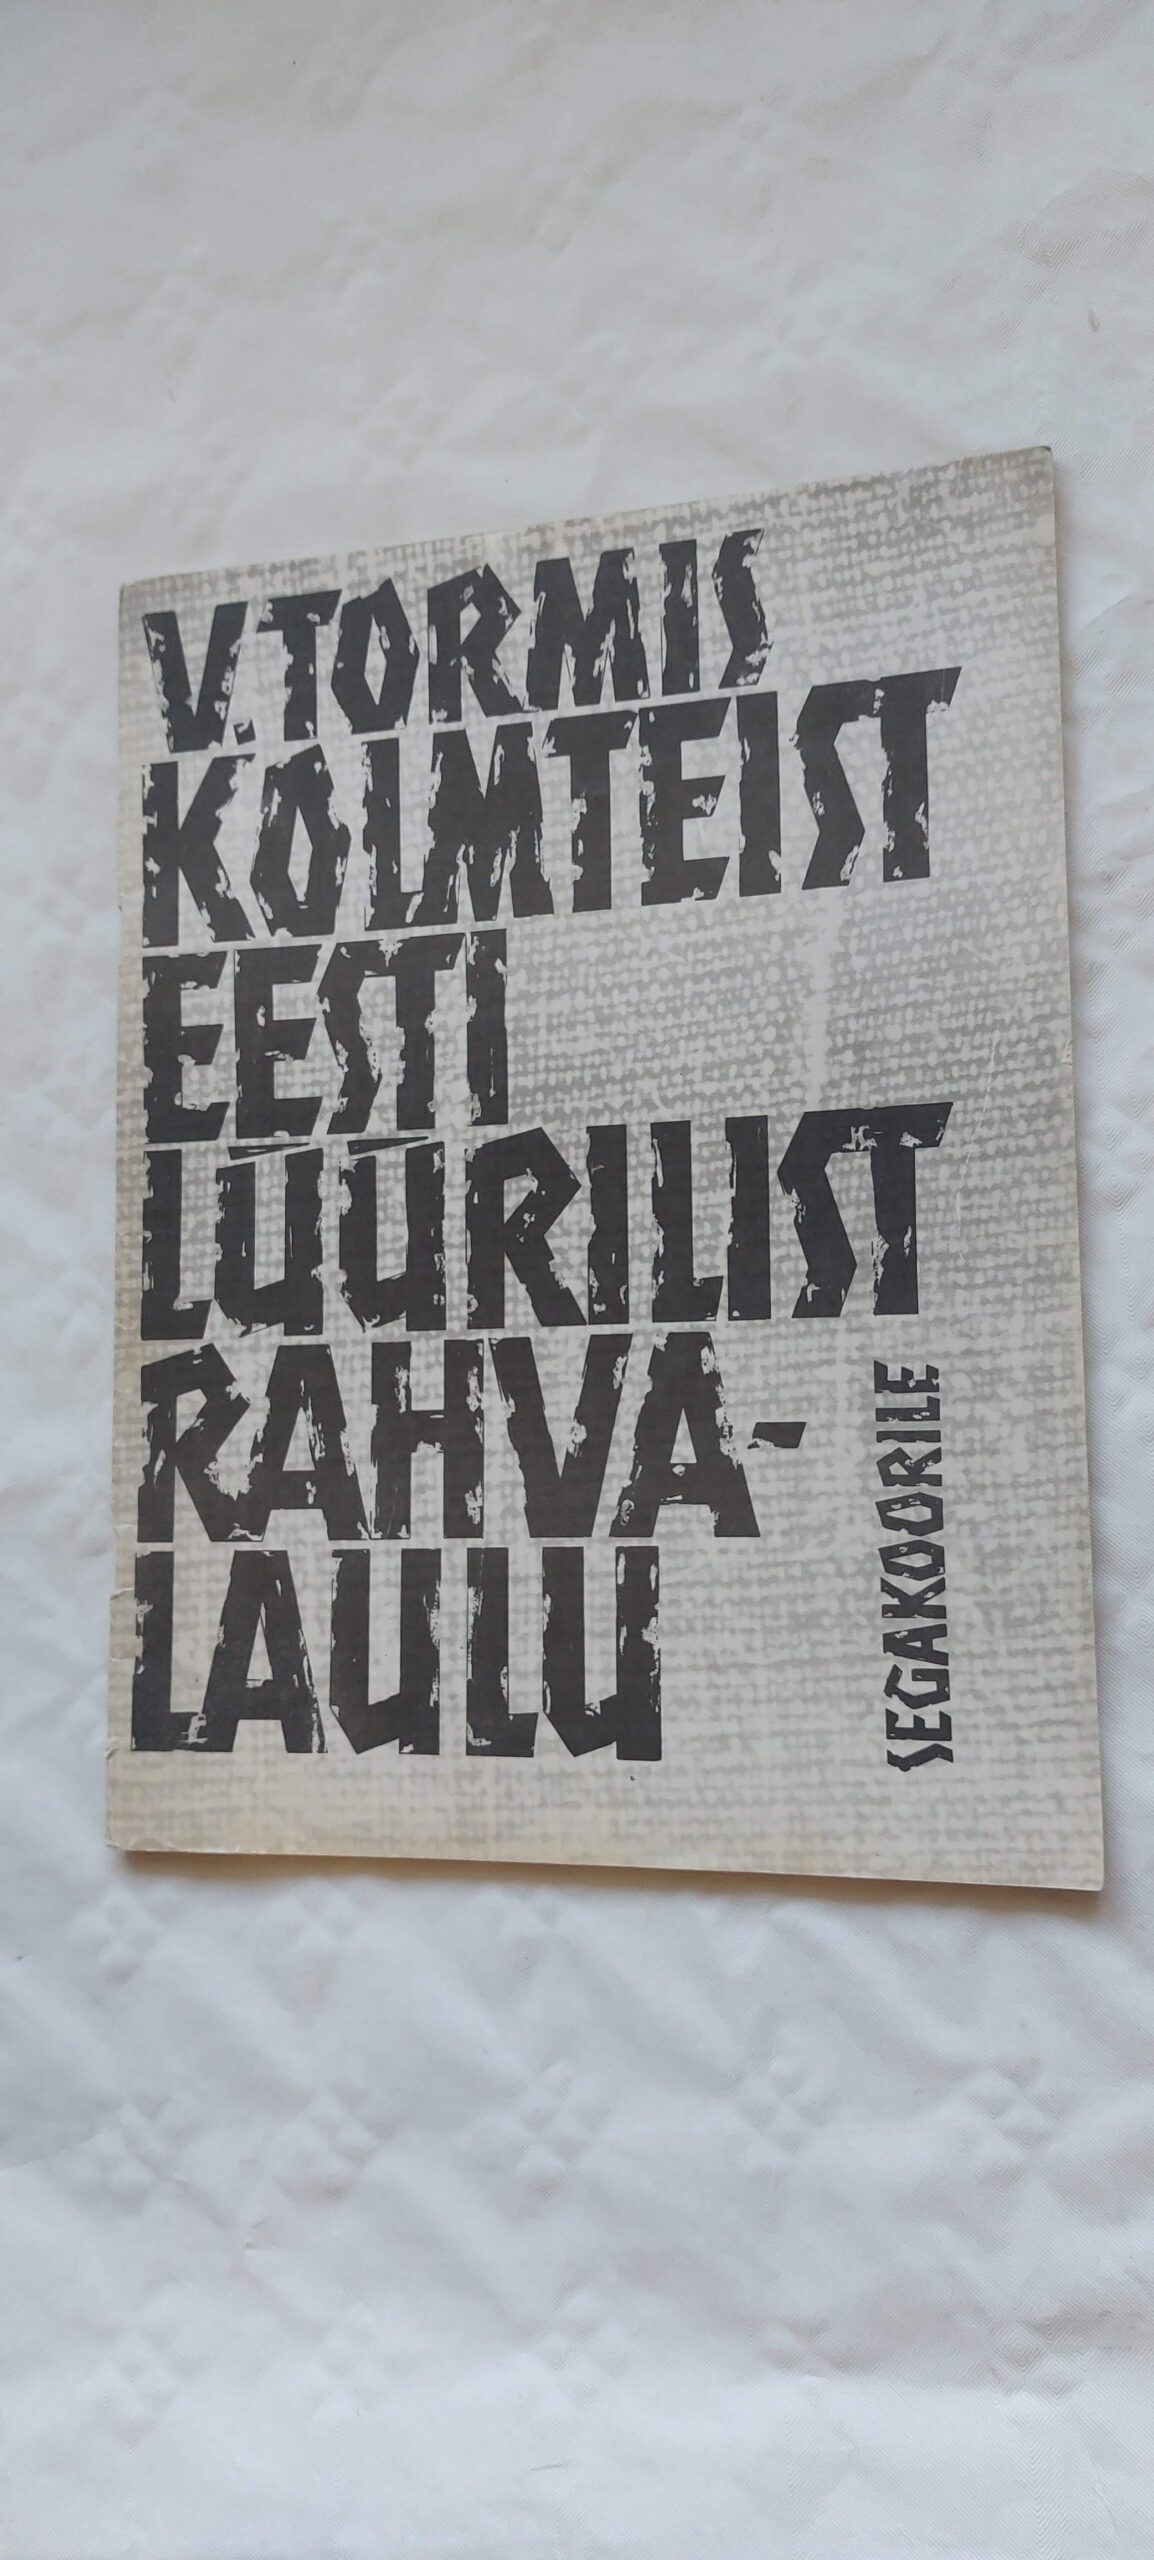 V. TORMIS
KOLMTEIST
EESTI
LÜÜRILIST
RAHVA-
LAULU
SEGAKOORILE